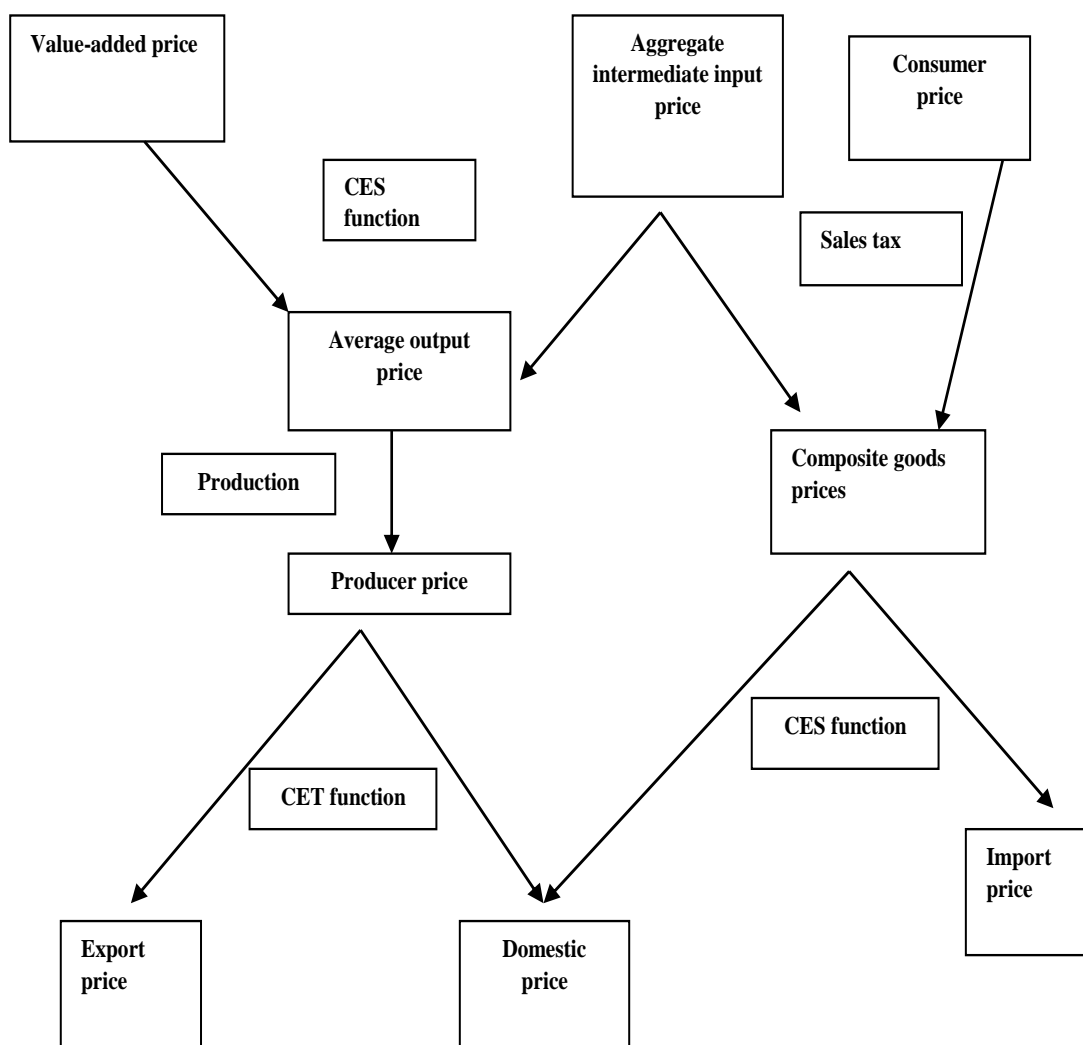 Value-added price
Aggregate
intermediate input
price
Consumer
price
CES
function
Sales tax
Average output
price
Composite goods
prices
Production
Producer price
CES function
CET function
Import
price
Export
price
Domestic
price